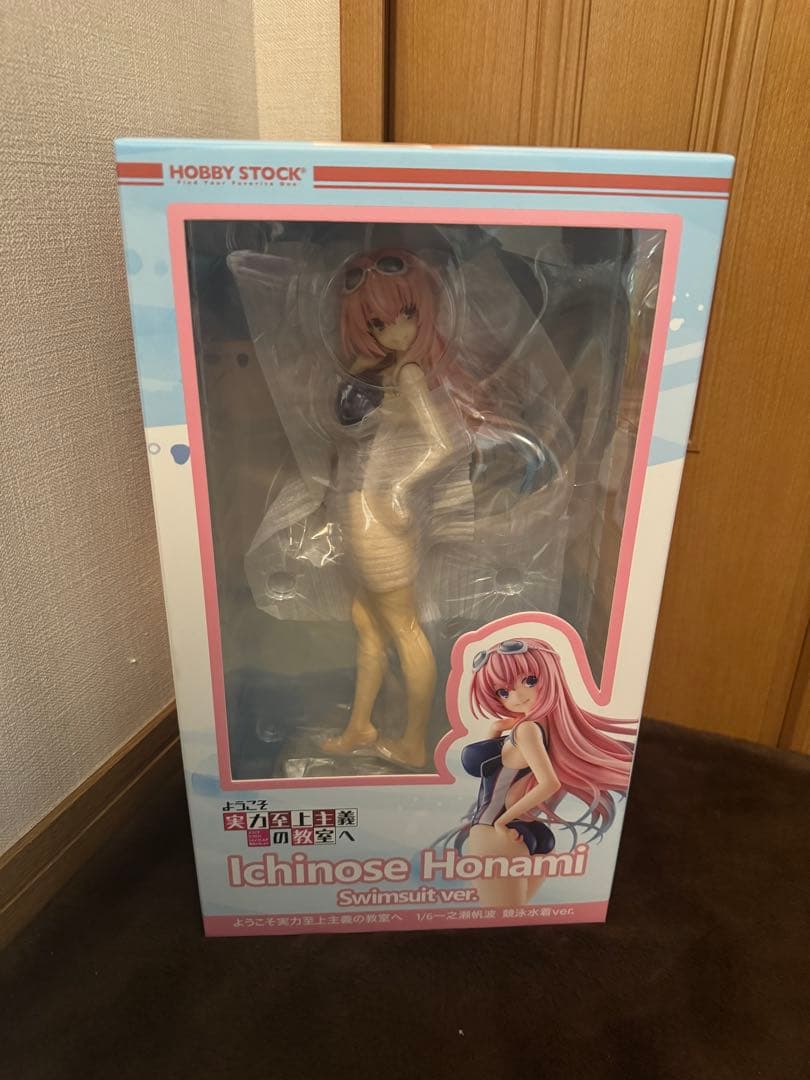 HOBBY STOCK®
Find Your Favorite One
ようこそ
実力至上主義
の教室へ
Ichinose Honami
Swimsuit ver.
ようこそ実力至上主義の教室へ 1/6一之瀬帆波 競泳水着ver.